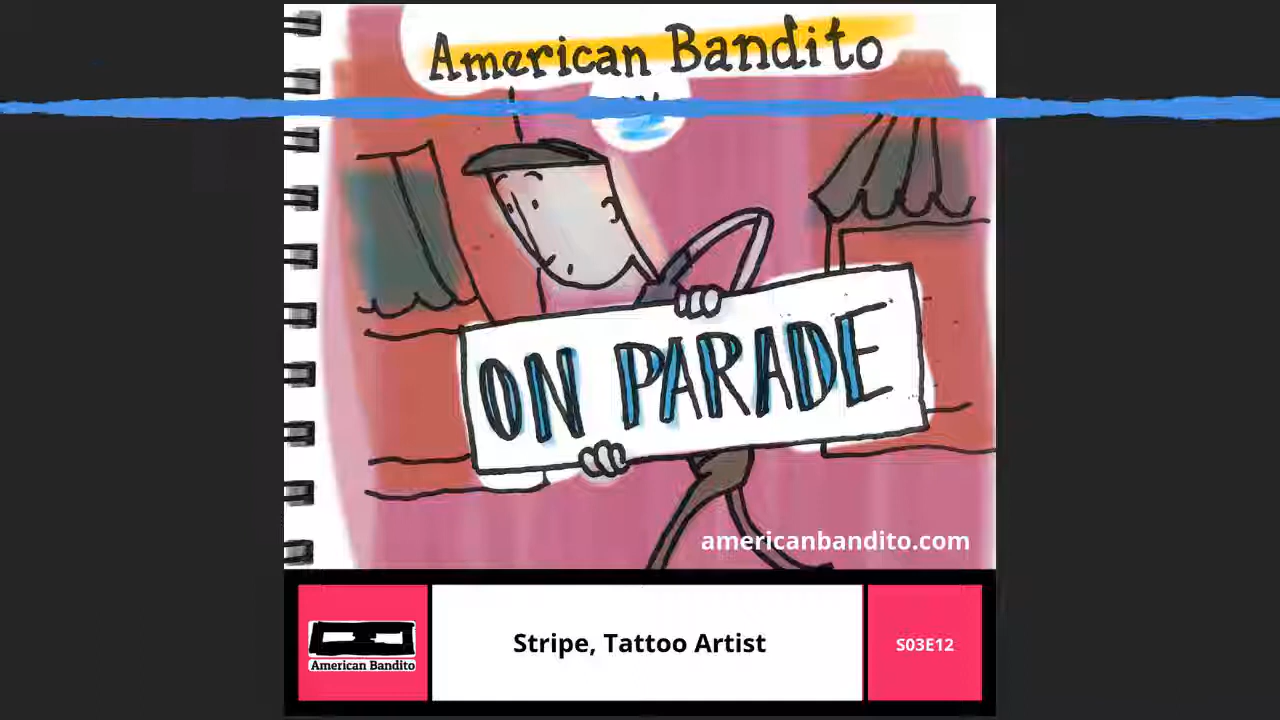 American Bandito
ON PARADE
americanbandito.com
American Bandito
Stripe, Tattoo Artist
S03E12